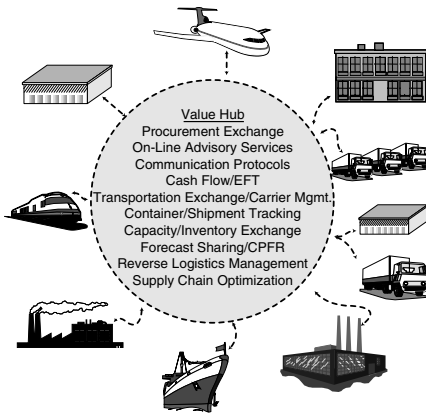 Value Hub
Procurement Exchange
On-Line Advisory Services
Communication Protocols
Cash Flow/EFT
Transportation Exchange/Carrier Mgmt.
Container/Shipment Tracking
Capacity/Inventory Exchange
Forecast Sharing/CPFR
Reverse Logistics Management
Supply Chain Optimization